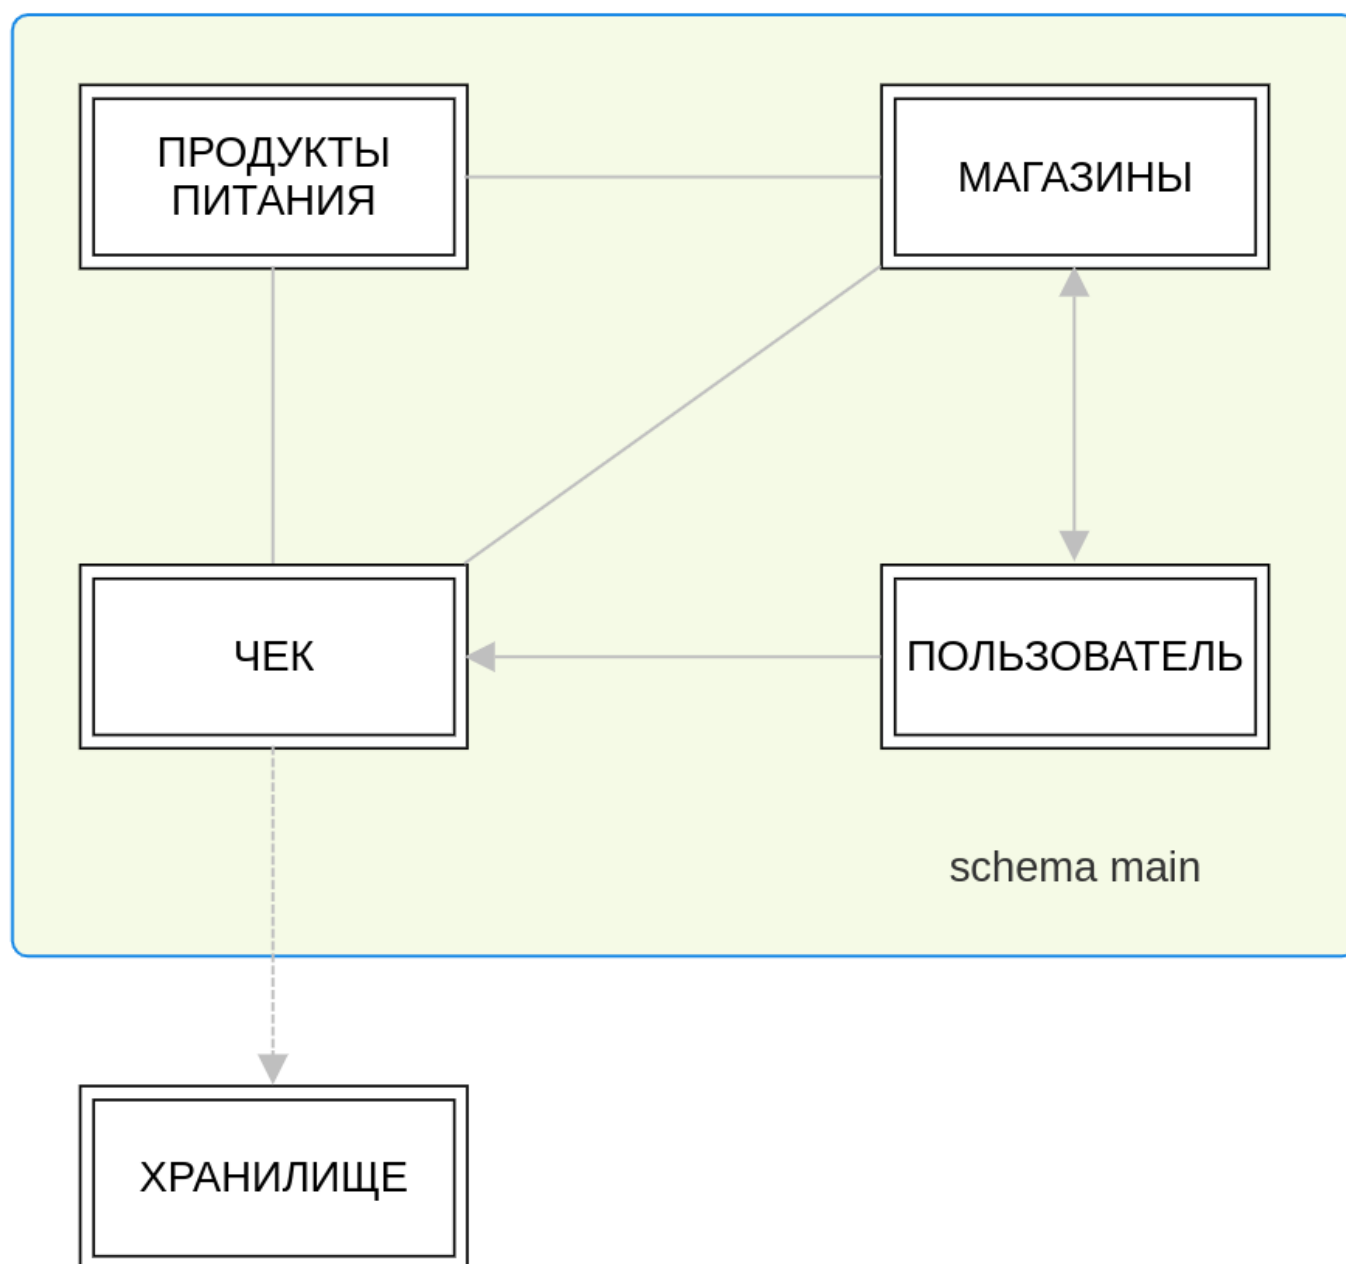 ПРОДУКТЫ
ПИТАНИЯ
МАГАЗИНЫ
ЧЕК
ПОЛЬЗОВАТЕЛЬ
schema main
ХРАНИЛИЩЕ